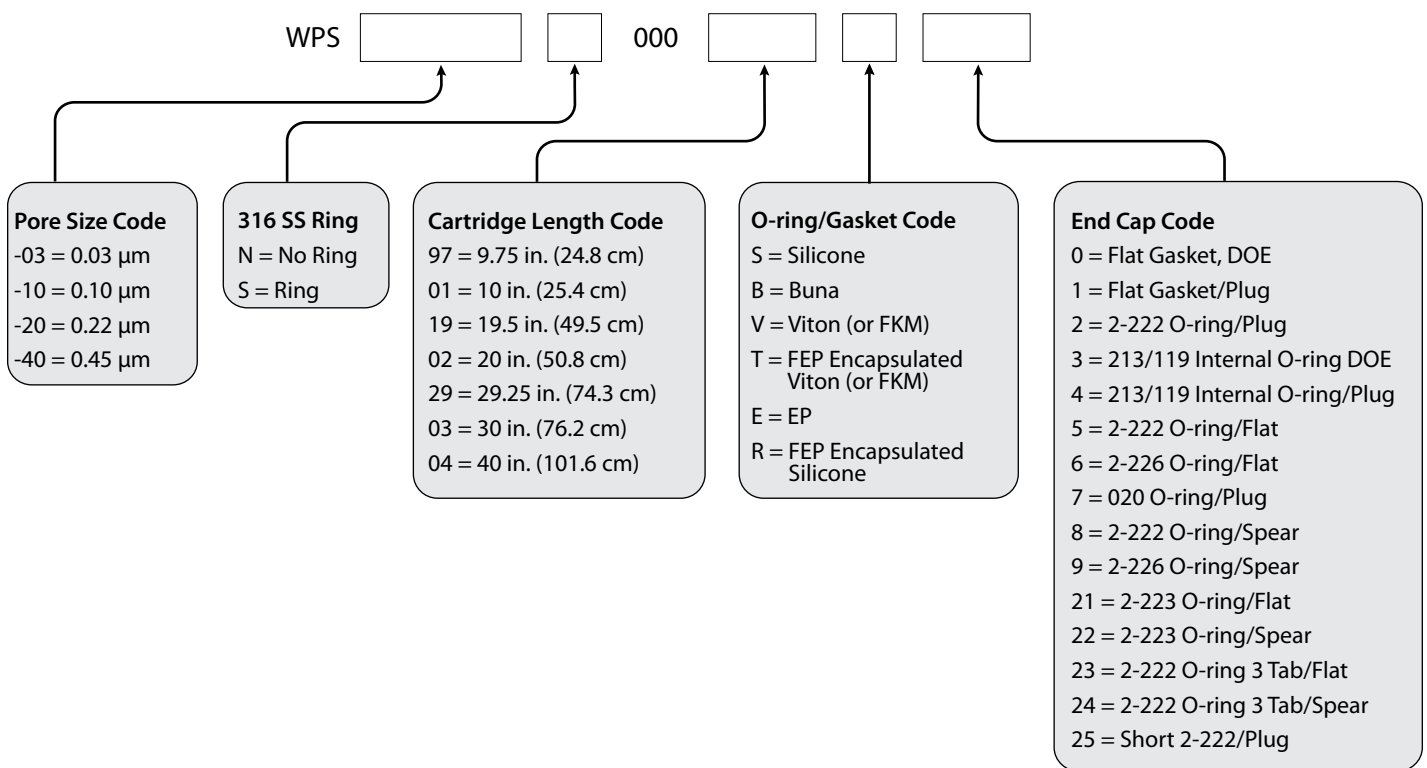 WPS 000
Pore Size Code
-03 = 0.03 µm
-10 = 0.10 µm
-20 = 0.22 µm
-40 = 0.45 µm
316 SS Ring
N = No Ring
S = Ring
Cartridge Length Code
97 = 9.75 in. (24.8 cm)
01 = 10 in. (25.4 cm)
19 = 19.5 in. (49.5 cm)
02 = 20 in. (50.8 cm)
29 = 29.25 in. (74.3 cm)
03 = 30 in. (76.2 cm)
04 = 40 in. (101.6 cm)
O-ring/Gasket Code
S = Silicone
B = Buna
V = Viton (or FKM)
T = FEP Encapsulated
Viton (or FKM)
E = EP
R = FEP Encapsulated
Silicone
End Cap Code
0 = Flat Gasket, DOE
1 = Flat Gasket/Plug
2 = 2-222 O-ring/Plug
3 = 213/119 Internal O-ring DOE
4 = 213/119 Internal O-ring/Plug
5 = 2-222 O-ring/Flat
6 = 2-226 O-ring/Flat
7 = 020 O-ring/Plug
8 = 2-222 O-ring/Spear
9 = 2-226 O-ring/Spear
21 = 2-223 O-ring/Flat
22 = 2-223 O-ring/Spear
23 = 2-222 O-ring 3 Tab/Flat
24 = 2-222 O-ring 3 Tab/Spear
25 = Short 2-222/Plug